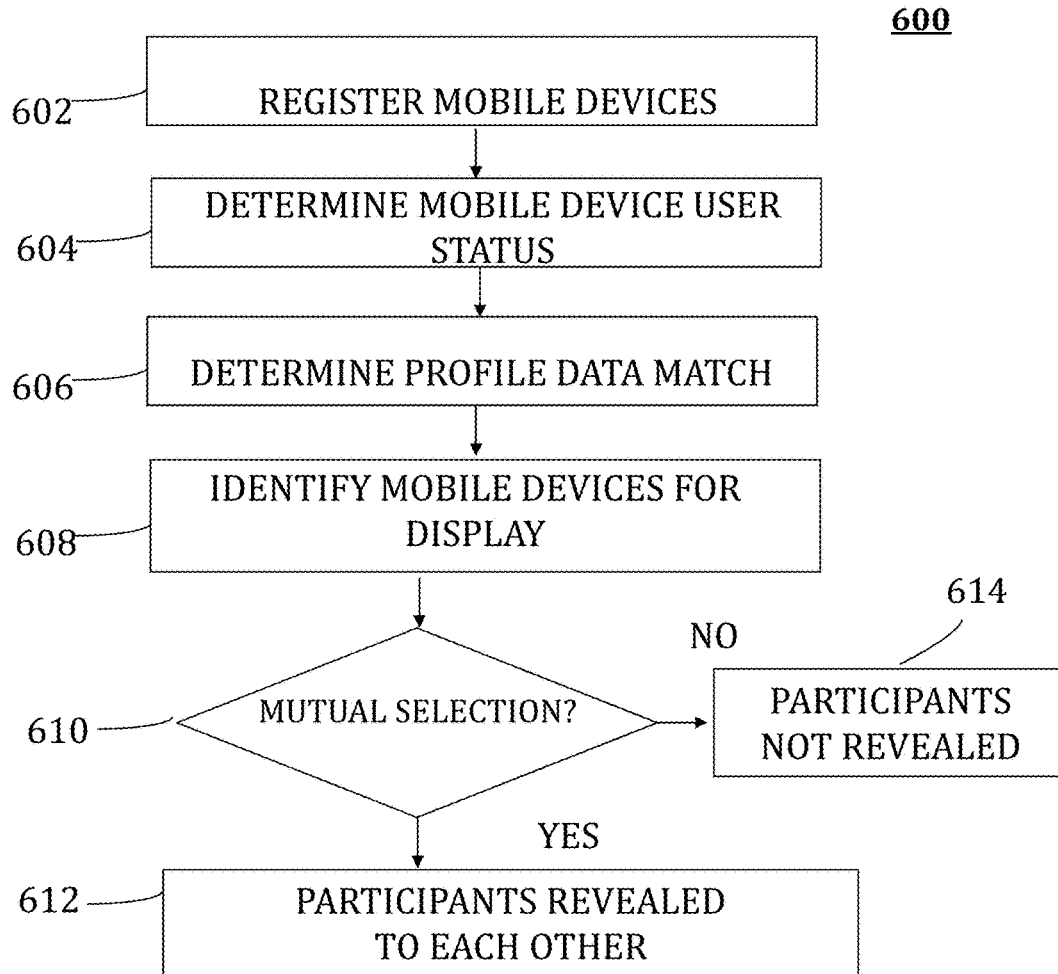 600
602
REGISTER MOBILE DEVICES
604
DETERMINE MOBILE DEVICE USER
STATUS
606
DETERMINE PROFILE DATA MATCH
608
IDENTIFY MOBILE DEVICES FOR
DISPLAY
610
MUTUAL SELECTION?
NO
614
PARTICIPANTS
NOT REVEALED
YES
612
PARTICIPANTS REVEALED
TO EACH OTHER